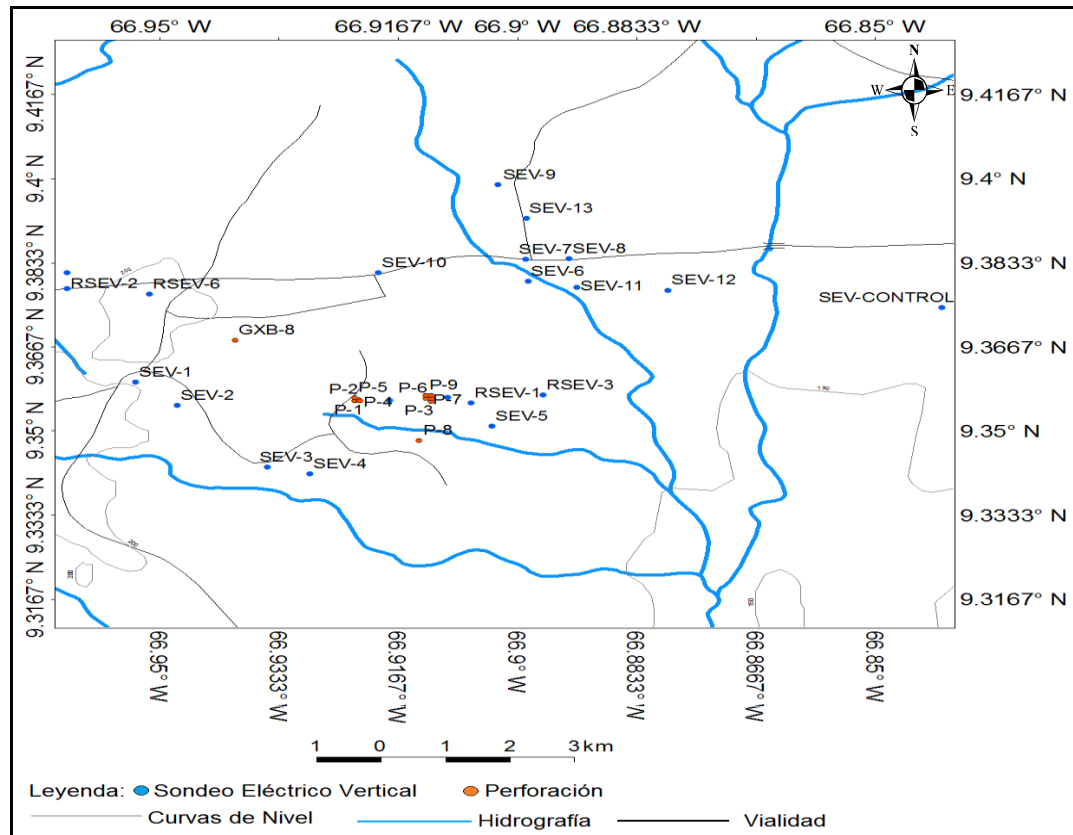 66.95° W
66.9167° W
66.9° W
66.8833° W
66.85° W
N
W
E
S
9.4167° N
9.4167° N
SEV-9
9.4° N
9.4° N
SEV-13
SEV-7
SEV-8
SEV-10
9.3833° N
9.3833° N
200
RSEV-2
RSEV-6
SEV-6
SEV-11
SEV-12
SEV-CONTROL
GXB-8
9.3667° N
9.3667° N
SEV-1
SEV-2
P-2
P-5
P-6
P-9
RSEV-1
RSEV-3
P-1
P-4
P-3
P-7
SEV-5
P-8
9.35° N
9.35° N
SEV-3
SEV-4
9.3333° N
9.3333° N
200
200
150
9.3167° N
9.3167° N
66.95° W
66.9333° W
66.9167° W
66.9° W
66.8833° W
66.8667° W
66.85° W
1 0 1 2 3 km
Leyenda: Sondeo Eléctrico Vertical Perforación
Curvas de Nivel Hidrografía Vialidad